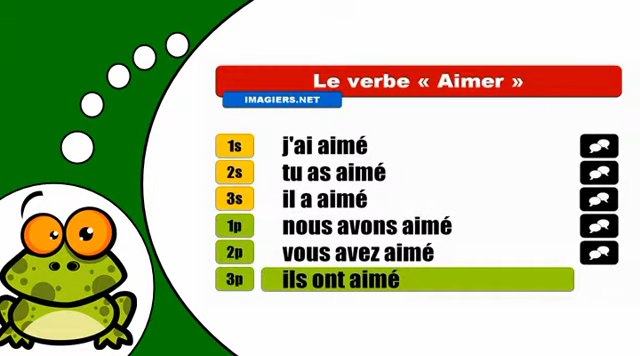 Le verbe « Aimer »
IMAGIERS.NET
1s j'ai aimé
2s tu as aimé
3s il a aimé
1p nous avons aimé
2p vous avez aimé
3p ils ont aimé